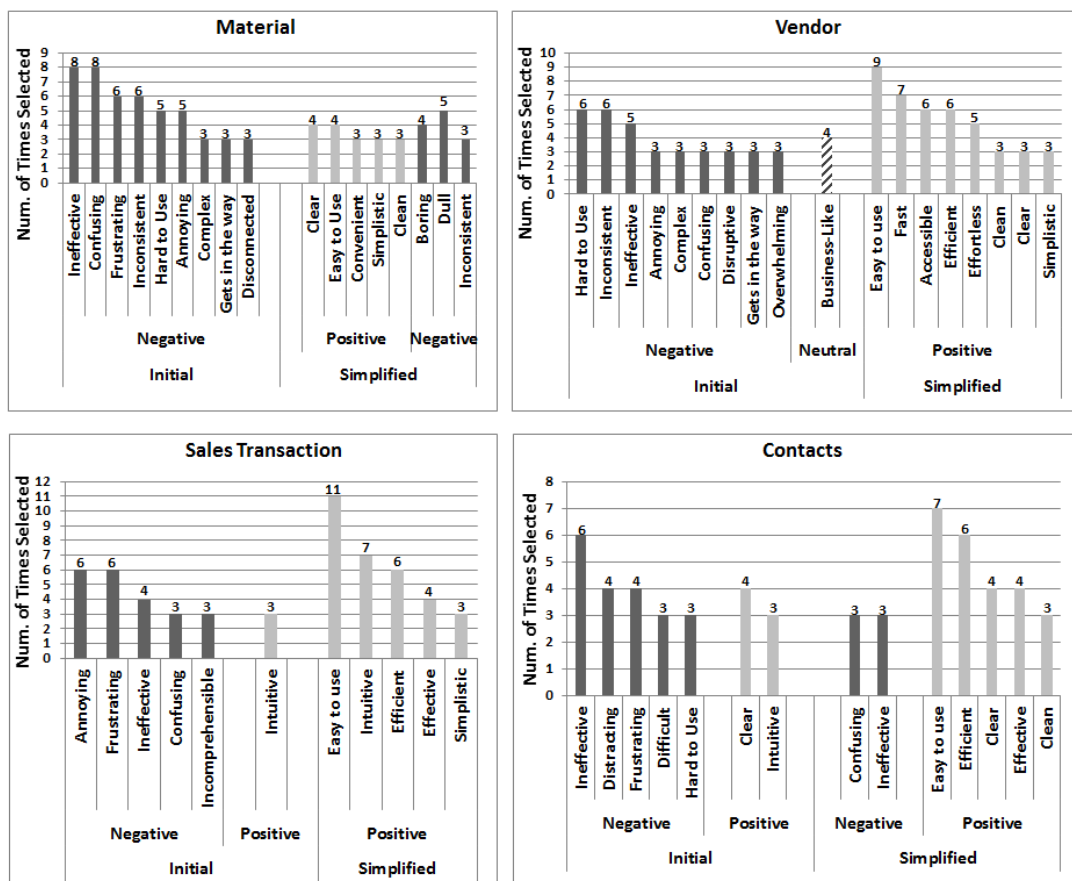 Material
Num. of Times Selected
9
8
7
6
5
4
3
2
1
0
8 8 6 6 5 5 3 3 3 4 4 3 3 3 4 5 3
Ineffective
Confusing
Frustrating
Inconsistent
Hard to Use
Annoying
Complex
Gets in the way
Disconnected
Clear
Easy to Use
Convenient
Simplistic
Clean
Boring
Dull
Inconsistent
Negative Positive Negative
Initial Simplified
Vendor
Num. of Times Selected
10
9
8
7
6
5
4
3
2
1
0
6 6 5 3 3 3 3 3 3 4 9 7 6 6 5 3 3 3
Hard to Use
Inconsistent
Ineffective
Annoying
Complex
Confusing
Disruptive
Gets in the way
Overwhelming
Business-Like
Easy to use
Fast
Accessible
Efficient
Effortless
Clean
Clear
Simplistic
Negative Neutral Positive
Initial Simplified
Sales Transaction
Num. of Times Selected
12
11
10
9
8
7
6
5
4
3
2
1
0
6 6 4 3 3 3 11 7 6 4 3
Annoying
Frustrating
Ineffective
Confusing
Incomprehensible
Intuitive
Easy to use
Intuitive
Efficient
Effective
Simplistic
Negative Positive Positive
Initial Simplified
Contacts
Num. of Times Selected
8
7
6
5
4
3
2
1
0
6 4 4 3 3 4 3 3 3 7 6 4 4 3
Ineffective
Distracting
Frustrating
Difficult
Hard to Use
Clear
Intuitive
Confusing
Ineffective
Easy to use
Efficient
Clear
Effective
Clean
Negative Positive Negative Positive
Initial Simplified